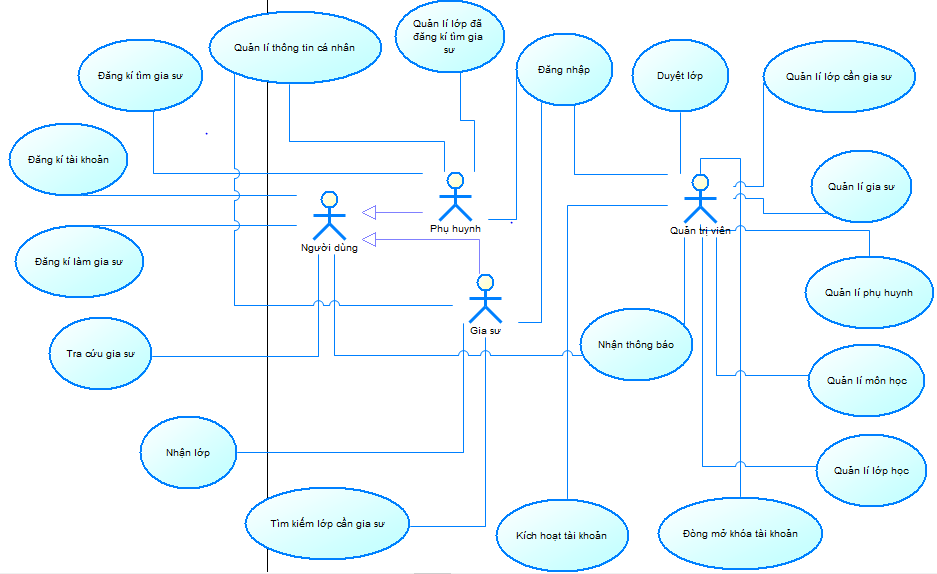 Quản lí thông tin cá nhân
Quản lí lớp đã
đăng kí tìm gia
sư
Đăng kí tìm gia sư
Đăng nhập
Duyệt lớp
Quản lí lớp cần gia sư
Đăng kí tài khoản
Quản lí gia sư
Phụ huynh
Quản trị viên
Người dùng
Đăng kí làm gia sư
Quản lí phụ huynh
Gia sư
Nhận thông báo
Tra cứu gia sư
Quản lí môn học
Nhận lớp
Quản lí lớp học
Tìm kiếm lớp cần gia sư
Kích hoạt tài khoản
Đòng mở khóa tài khoản